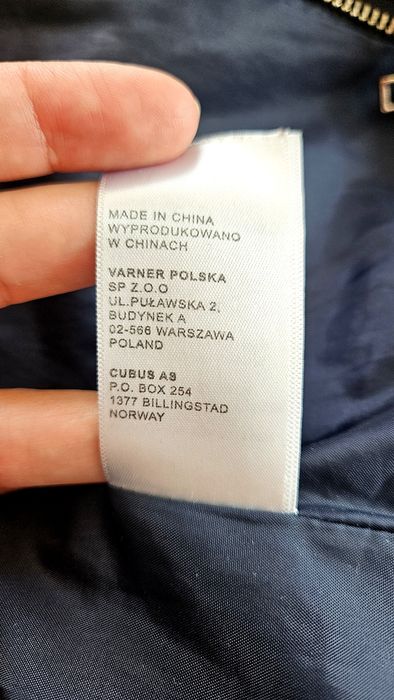 MADE IN CHINA
WYPRODUKOWANO
W CHINACH
VARNER POLSKA
SP Z.O.O
UL.PUŁAWSKA 2,
BUDYNEK A
02-566 WARSZAWA
POLAND
CUBUS AS
P.O. BOX 254
1377 BILLINGSTAD
NORWAY